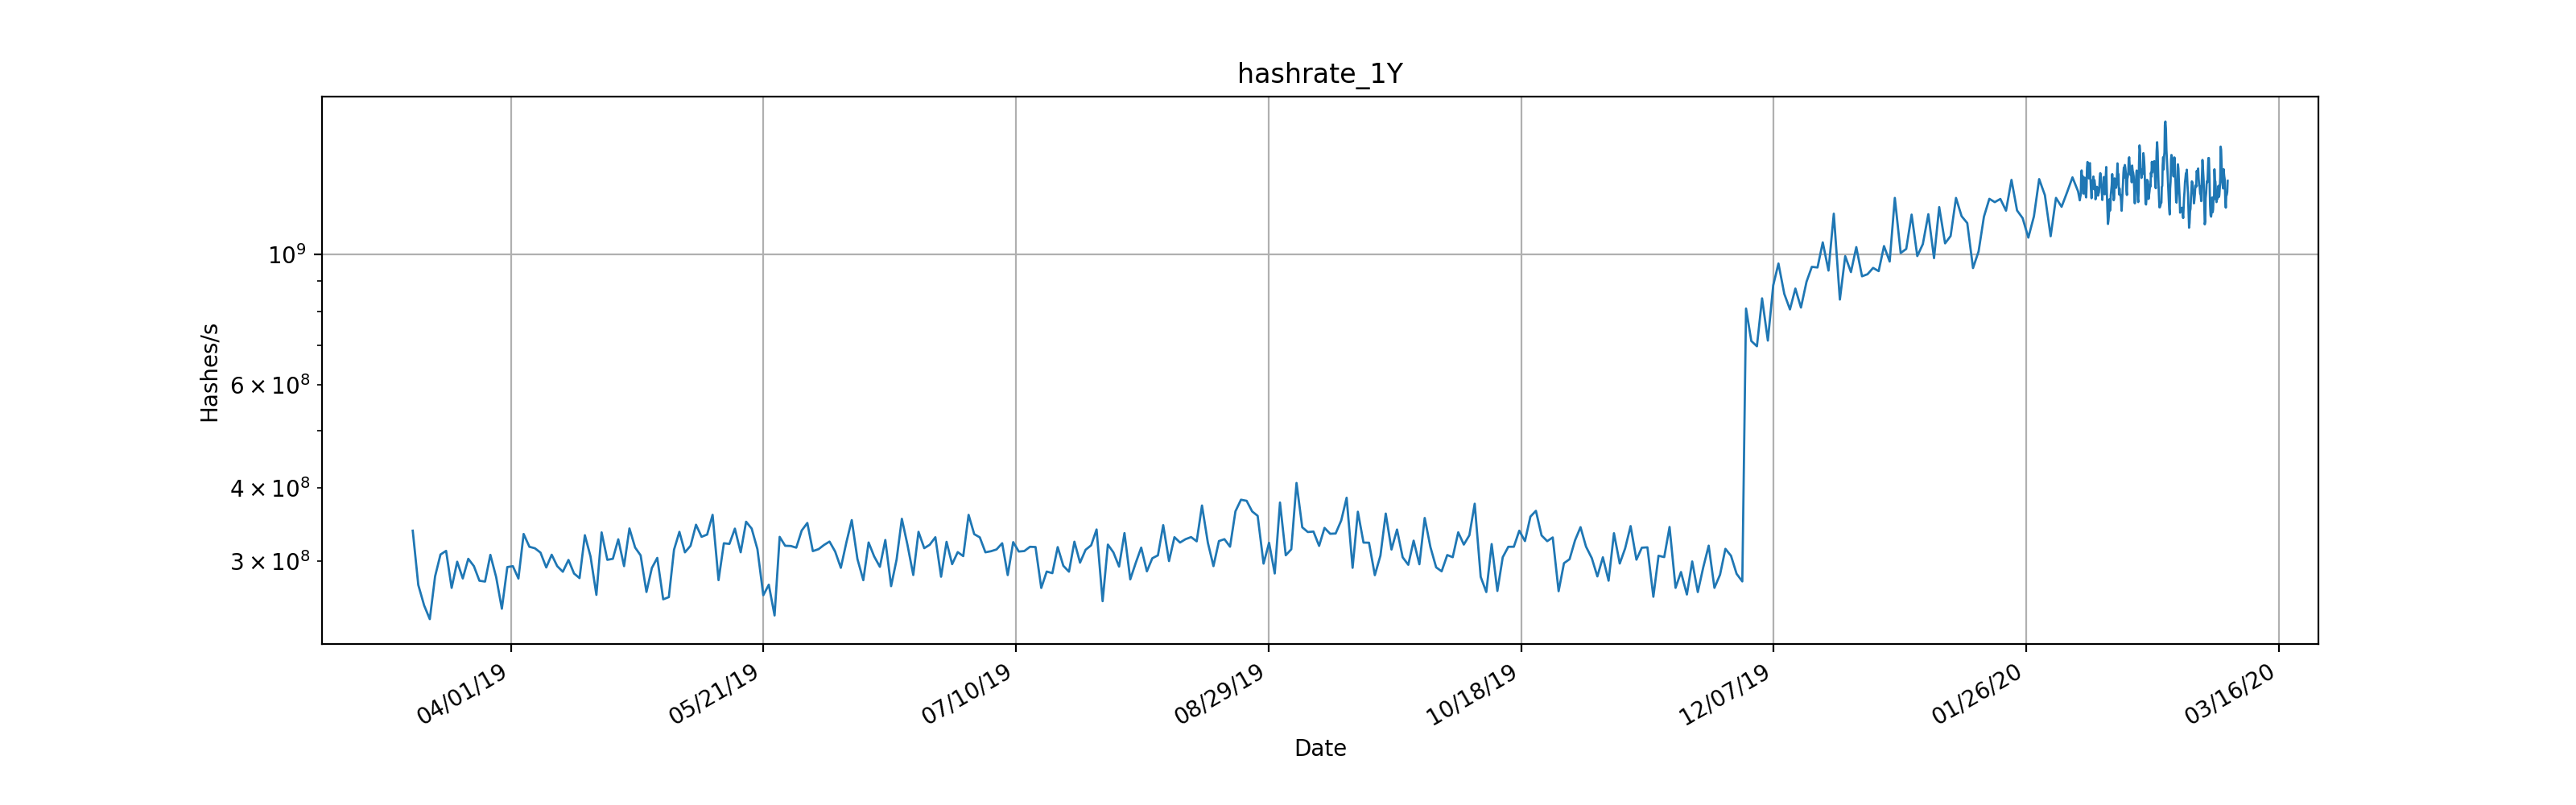 hashrate_1Y
Hashes/s
10⁹
6 × 10⁸
4 × 10⁸
3 × 10⁸
04/01/19
05/21/19
07/10/19
08/29/19
10/18/19
12/07/19
01/26/20
03/16/20
Date